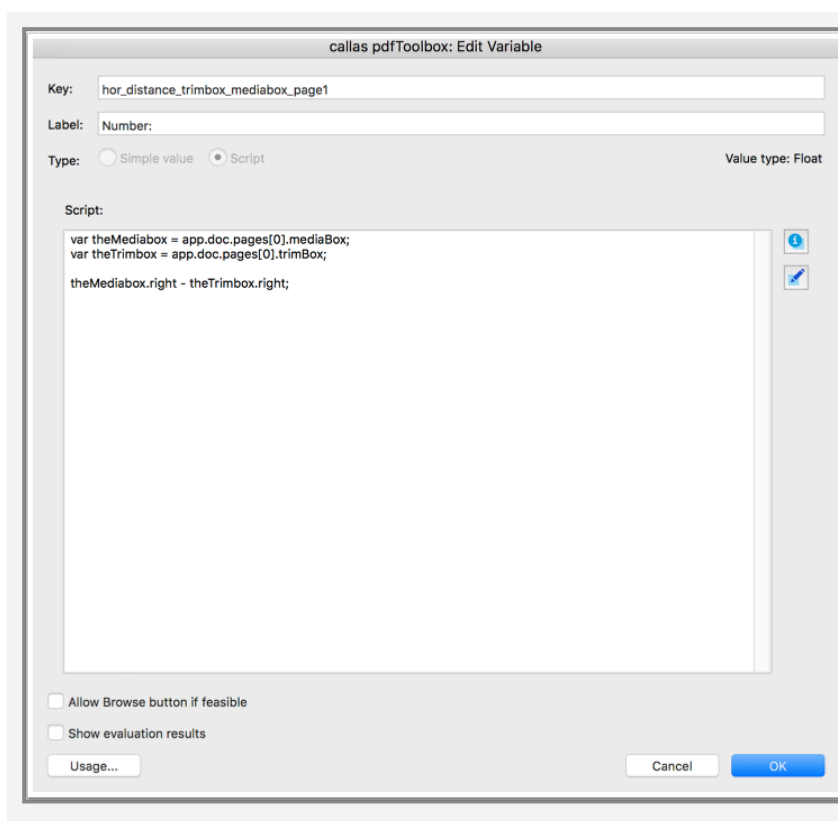 callas pdfToolbox: Edit Variable
Key: hor_distance_trimbox_mediabox_page1
Label: Number:
Type: Simple value Script Value type: Float
Script:
var theMediabox = app.doc.pages[0].mediaBox;
var theTrimbox = app.doc.pages[0].trimBox;
theMediabox.right - theTrimbox.right;
Allow Browse button if feasible
Show evaluation results
Usage... Cancel OK